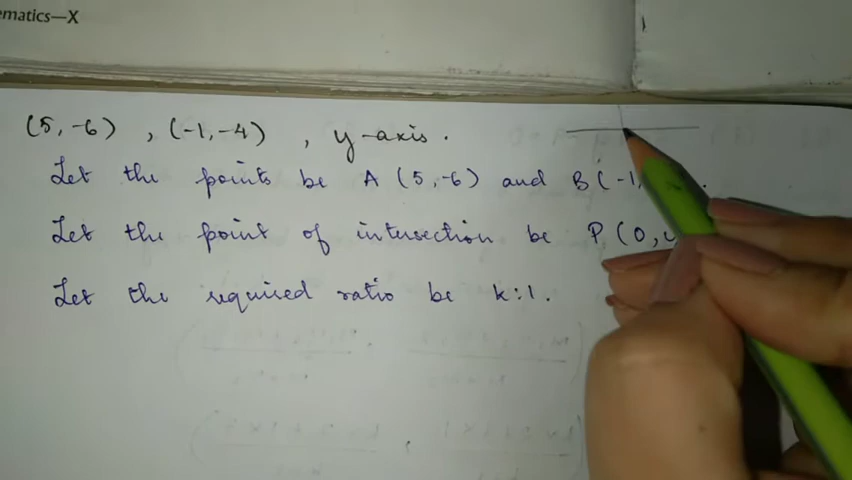 ematics—X
(5,-6) , (-1,-4) , y-axis.
Let the points be A (5,-6) and B(-1,
Let the point of intersection be P(0,
Let the required ratio be k:1.